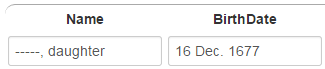 Name BirthDate
-----, daughter 16 Dec. 1677